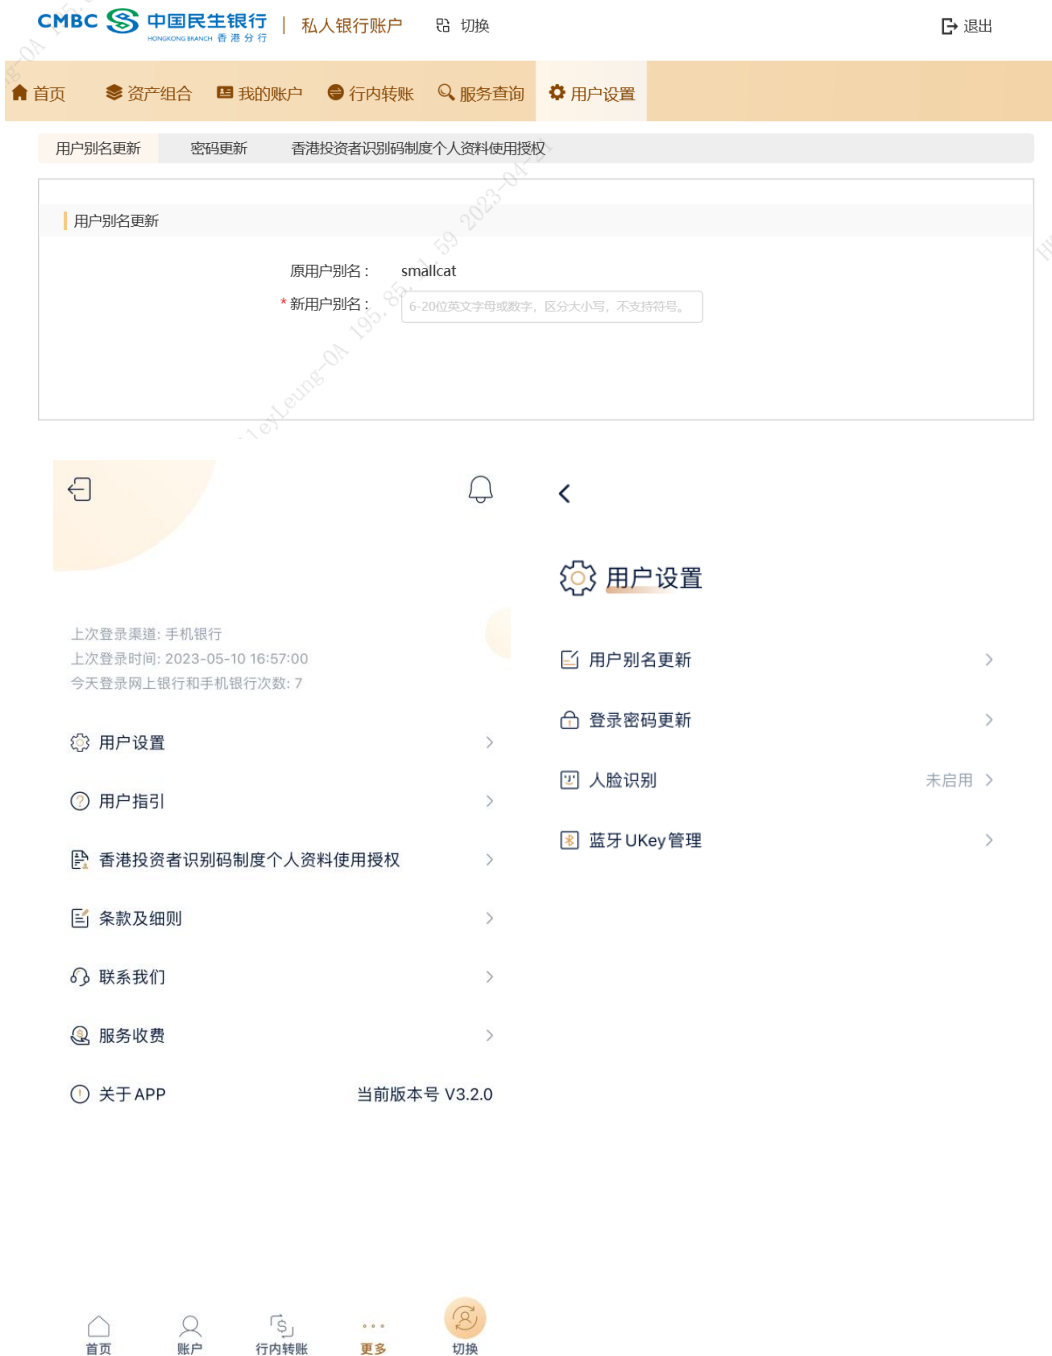 CMBC 中国民生银行 私人银行账户 切换 退出
HONGKONG BRANCH 香港分行
首页 资产组合 我的账户 行内转账 服务查询 用户设置
用户别名更新 密码更新 香港投资者识别码制度个人资料使用授权
用户别名更新
原用户别名： smallcat
*新用户别名： 6-20位英文字母或数字，区分大小写，不支持符号。
上次登录渠道: 手机银行
上次登录时间: 2023-05-10 16:57:00
今天登录网上银行和手机银行次数: 7
用户设置
用户指引
香港投资者识别码制度个人资料使用授权
条款及细则
联系我们
服务收费
关于APP 当前版本号 V3.2.0
首页 账户 行内转账 更多 切换
用户设置
用户别名更新
登录密码更新
人脸识别 未启用
蓝牙UKey管理